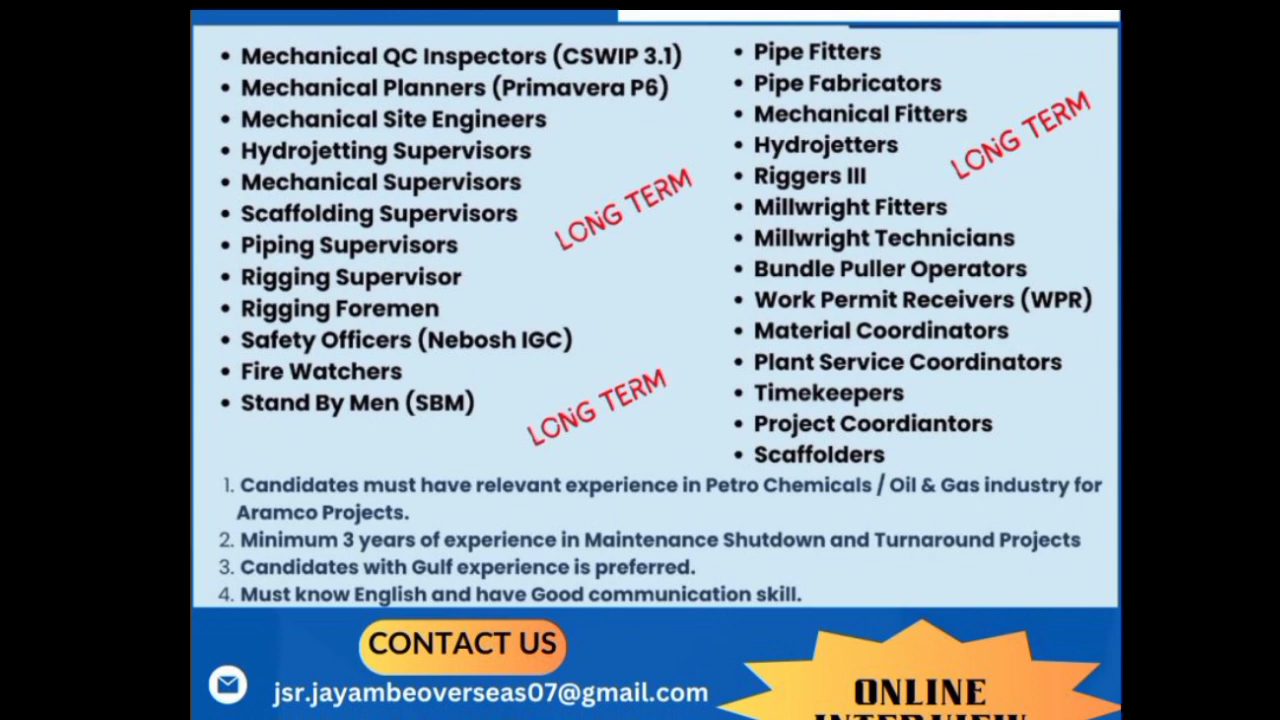 Mechanical QC Inspectors (CSWIP 3.1)
Mechanical Planners (Primavera P6)
Mechanical Site Engineers
Hydrojetting Supervisors
Mechanical Supervisors
Scaffolding Supervisors
Piping Supervisors
Rigging Supervisor
Rigging Foremen
Safety Officers (Nebosh IGC)
Fire Watchers
Stand By Men (SBM)
LONG TERM
LONG TERM
Pipe Fitters
Pipe Fabricators
Mechanical Fitters
Hydrojetters
Riggers III
Millwright Fitters
Millwright Technicians
Bundle Puller Operators
Work Permit Receivers (WPR)
Material Coordinators
Plant Service Coordinators
Timekeepers
Project Coordiantors
Scaffolders
LONG TERM
1. Candidates must have relevant experience in Petro Chemicals / Oil & Gas industry for
Aramco Projects.
2. Minimum 3 years of experience in Maintenance Shutdown and Turnaround Projects
3. Candidates with Gulf experience is preferred.
4. Must know English and have Good communication skill.
CONTACT US
jsr.jayambeoverseas07@gmail.com
ONLINE
INTERVIEW